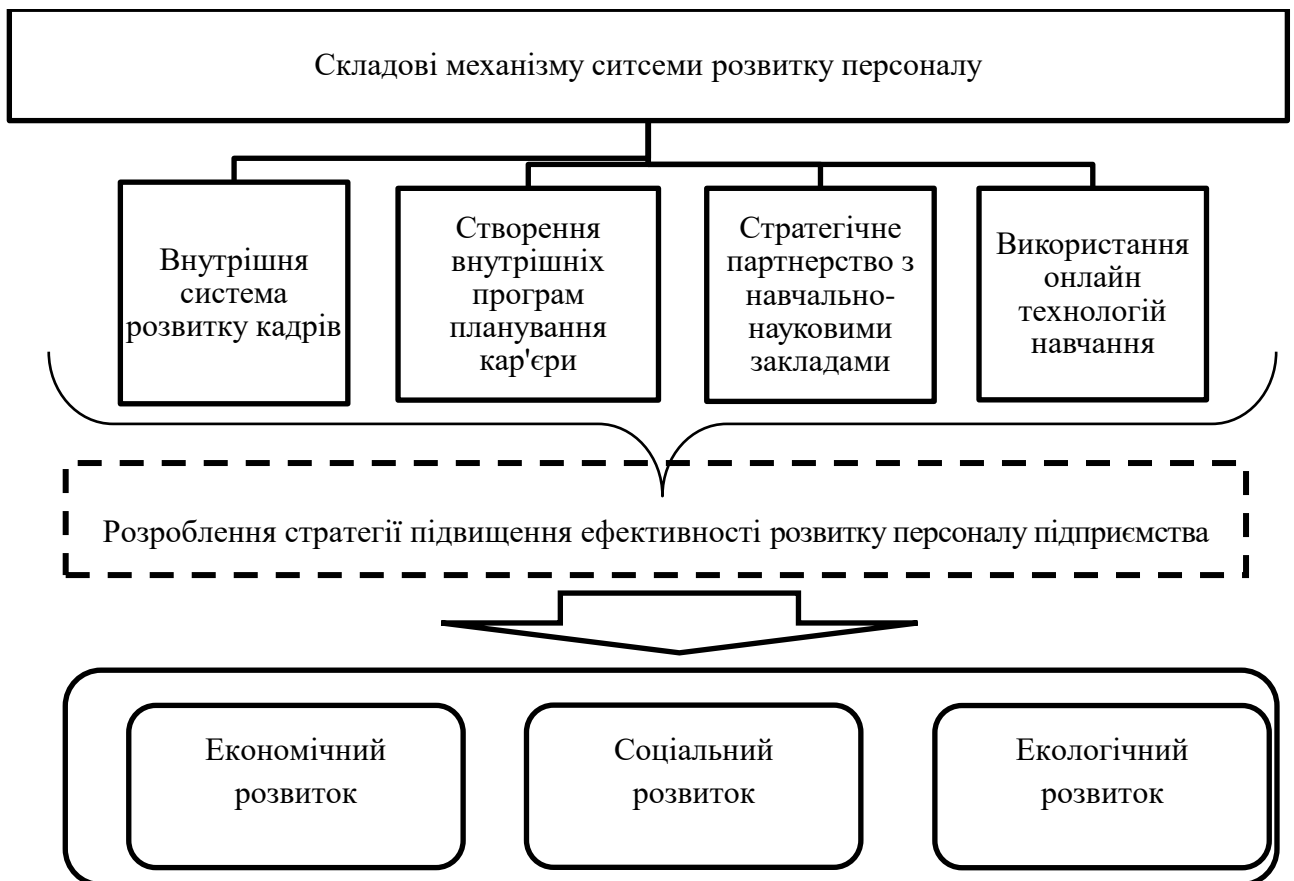 Складові механізму ситсеми розвитку персоналу
Внутрішня
система
розвитку кадрів
Створення
внутрішніх
програм
планування
кар'єри
Стратегічне
партнерство з
навчально-
науковими
закладами
Використання
онлайн
технологій
навчання
Розроблення стратегії підвищення ефективності розвитку персоналу підприємства
Економічний
розвиток
Соціальний
розвиток
Екологічний
розвиток